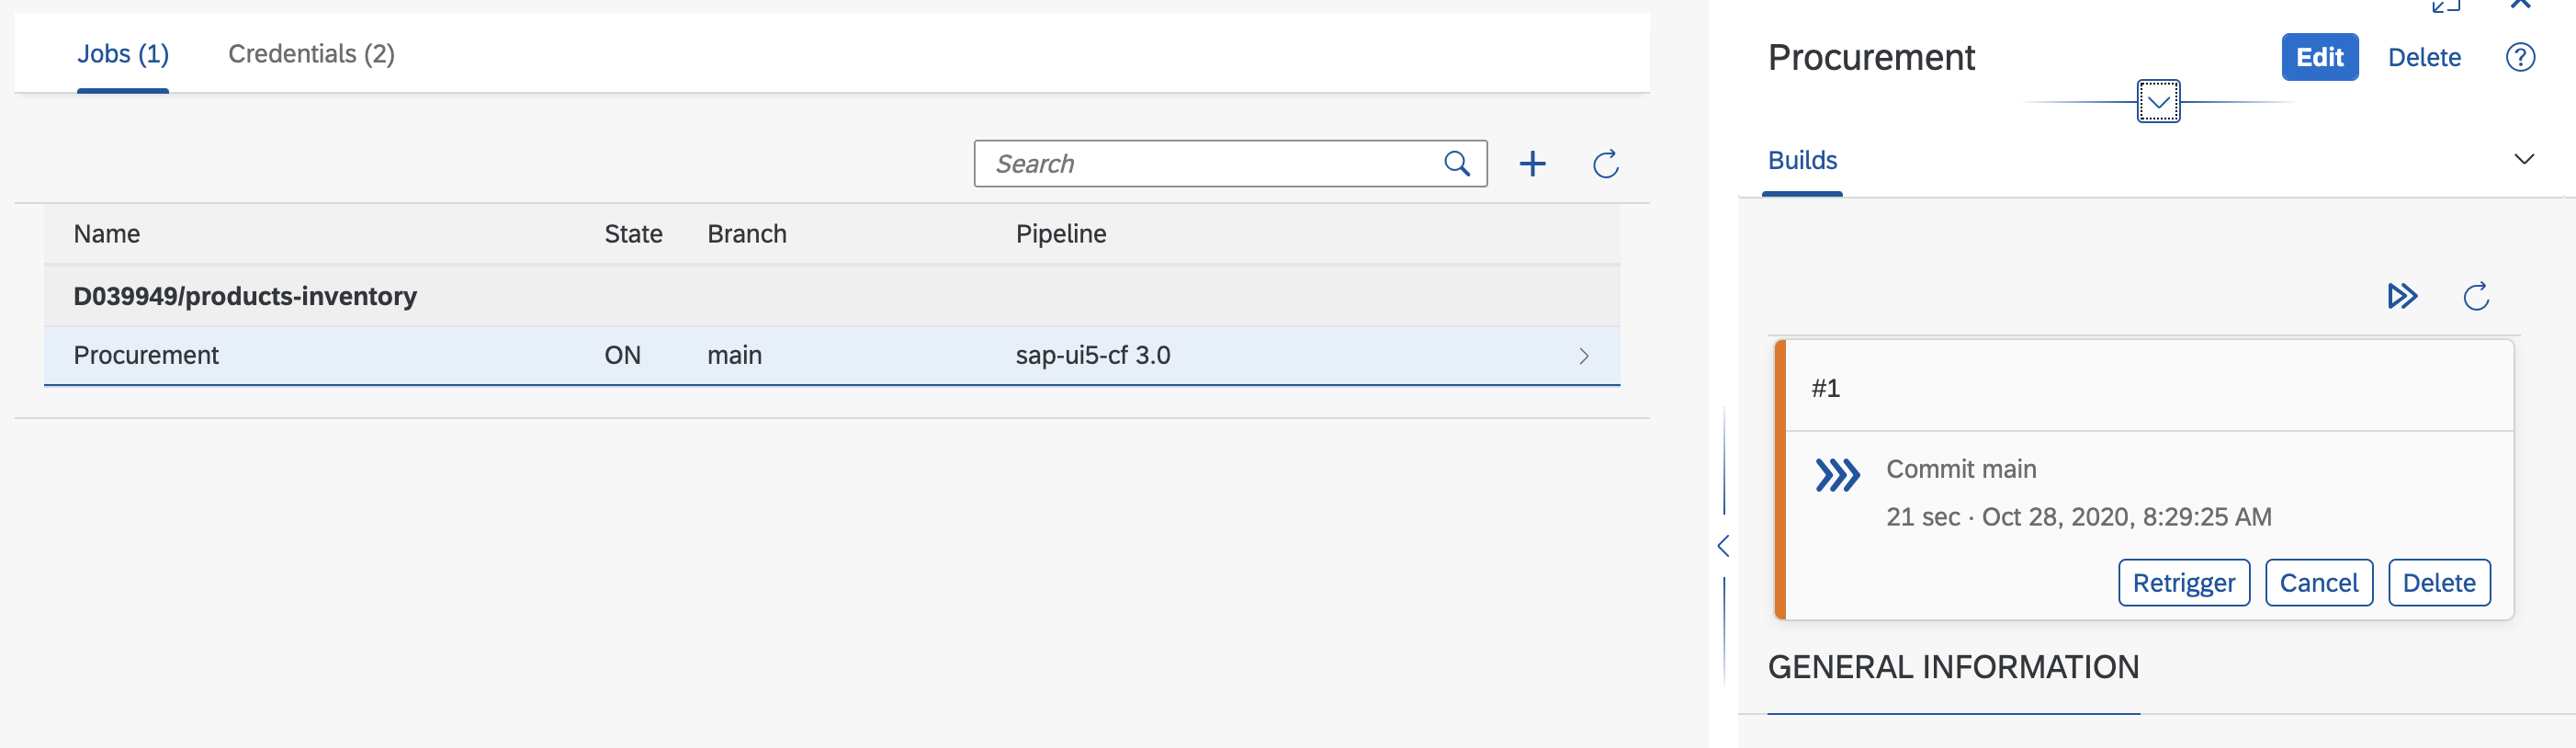 Jobs (1) Credentials (2)
Search
Name State Branch Pipeline
D039949/products-inventory
Procurement ON main sap-ui5-cf 3.0
Procurement Edit Delete ?
Builds
#1
Commit main
21 sec · Oct 28, 2020, 8:29:25 AM
Retrigger Cancel Delete
GENERAL INFORMATION